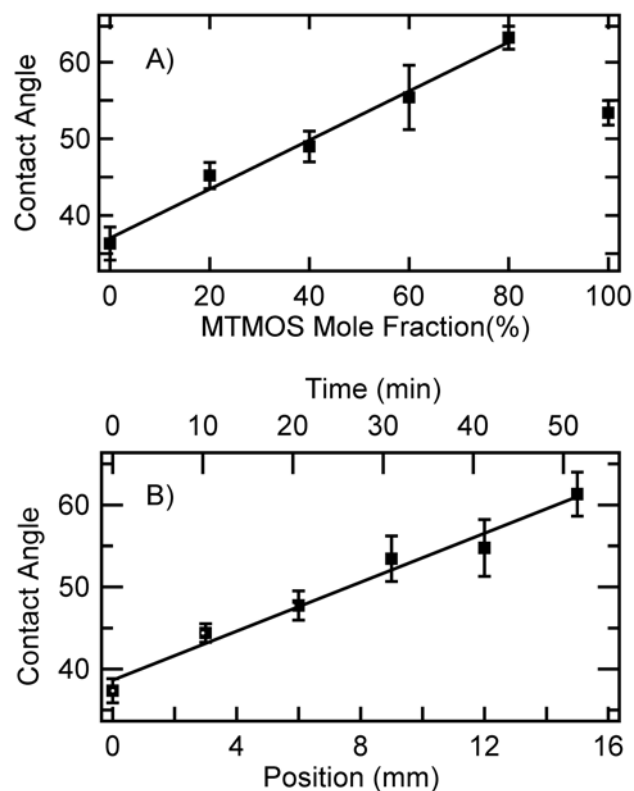 A)
Contact Angle
60
50
40
0 20 40 60 80 100
MTMOS Mole Fraction(%)
Time (min)
0 10 20 30 40 50
B)
Contact Angle
60
50
40
0 4 8 12 16
Position (mm)